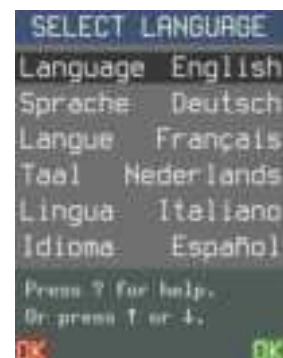 SELECT LANGUAGE
Language English
Sprache Deutsch
Langue Français
Taal Nederlands
Lingua Italiano
Idioma Español
Press ? for help.
Or press ↑ or ↓.
OK OK